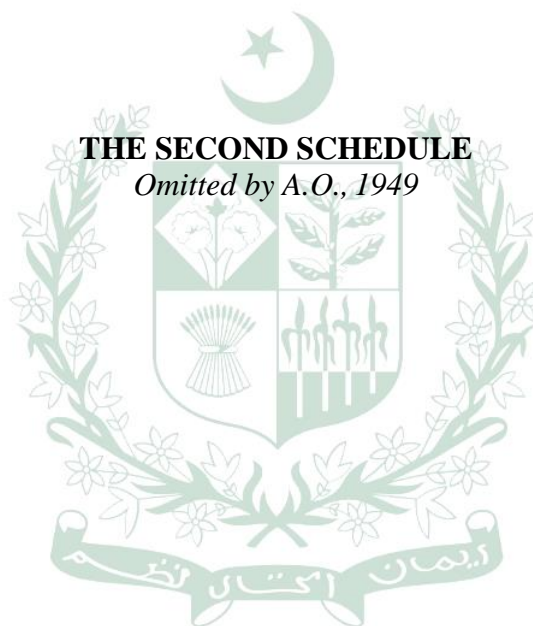 THE SECOND SCHEDULE
Omitted by A.O., 1949
ایمان اتحاد نظم